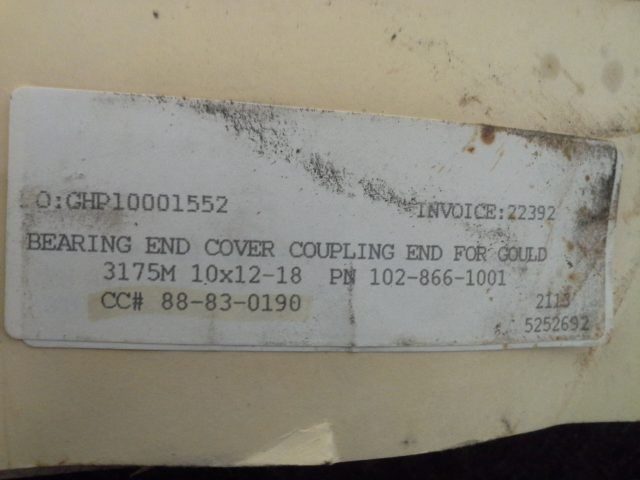 O:GHP10001552 INVOICE:22392
BEARING END COVER COUPLING END FOR GOULD
3175M 10x12-18 PN 102-866-1001
CC# 88-83-0190 2113
5252692